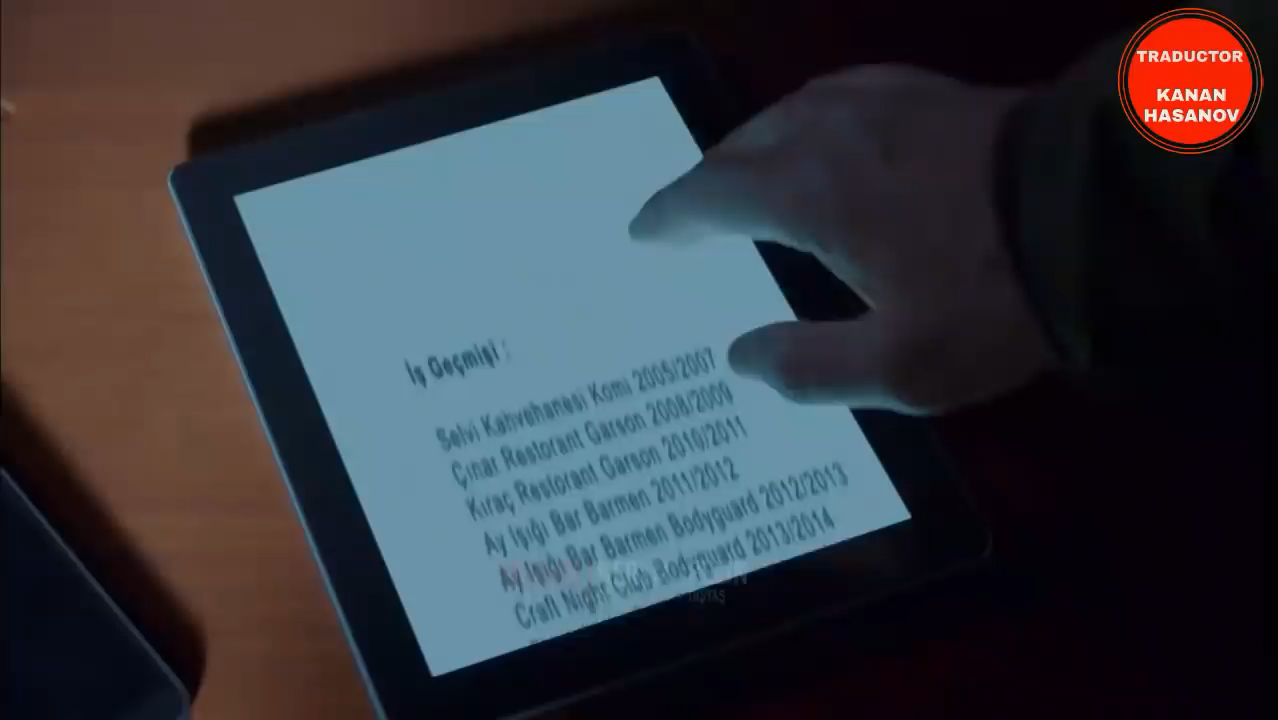 TRADUCTOR
KANAN
HASANOV
İş Geçmişi :
Selvi Kahvehanesi Komi 2005/2007
Çınar Restorant Garson 2008/2009
Kıraç Restorant Garson 2010/2011
Ay Işığı Bar Barmen 2011/2012
Ay Işığı Bar Barmen Bodyguard 2012/2013
Craft Night Club Bodyguard 2013/2014